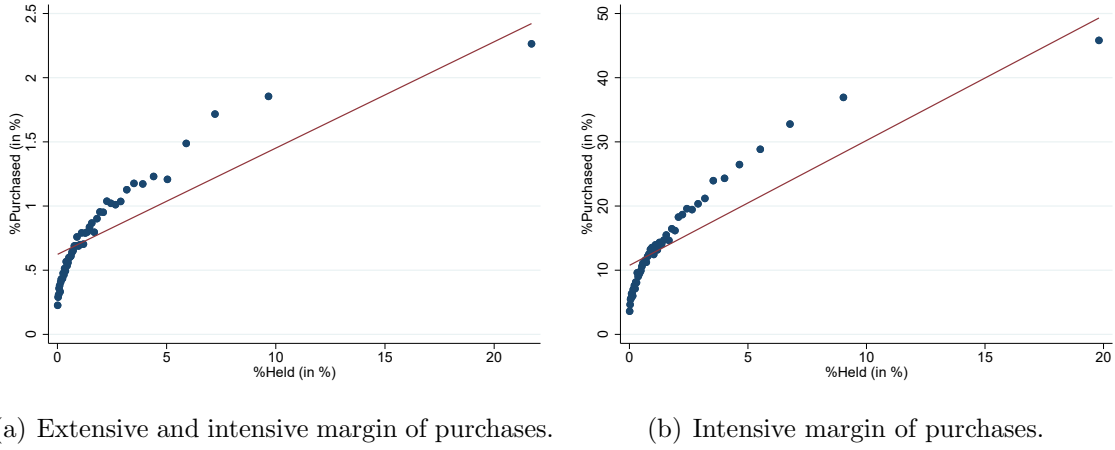 2.5
2
1.5
1
.5
0
%Purchased (in %)
0 5 10 15 20
%Held (in %)
50
40
30
20
10
0
%Purchased (in %)
0 5 10 15 20
%Held (in %)
a) Extensive and intensive margin of purchases.
(b) Intensive margin of purchases.